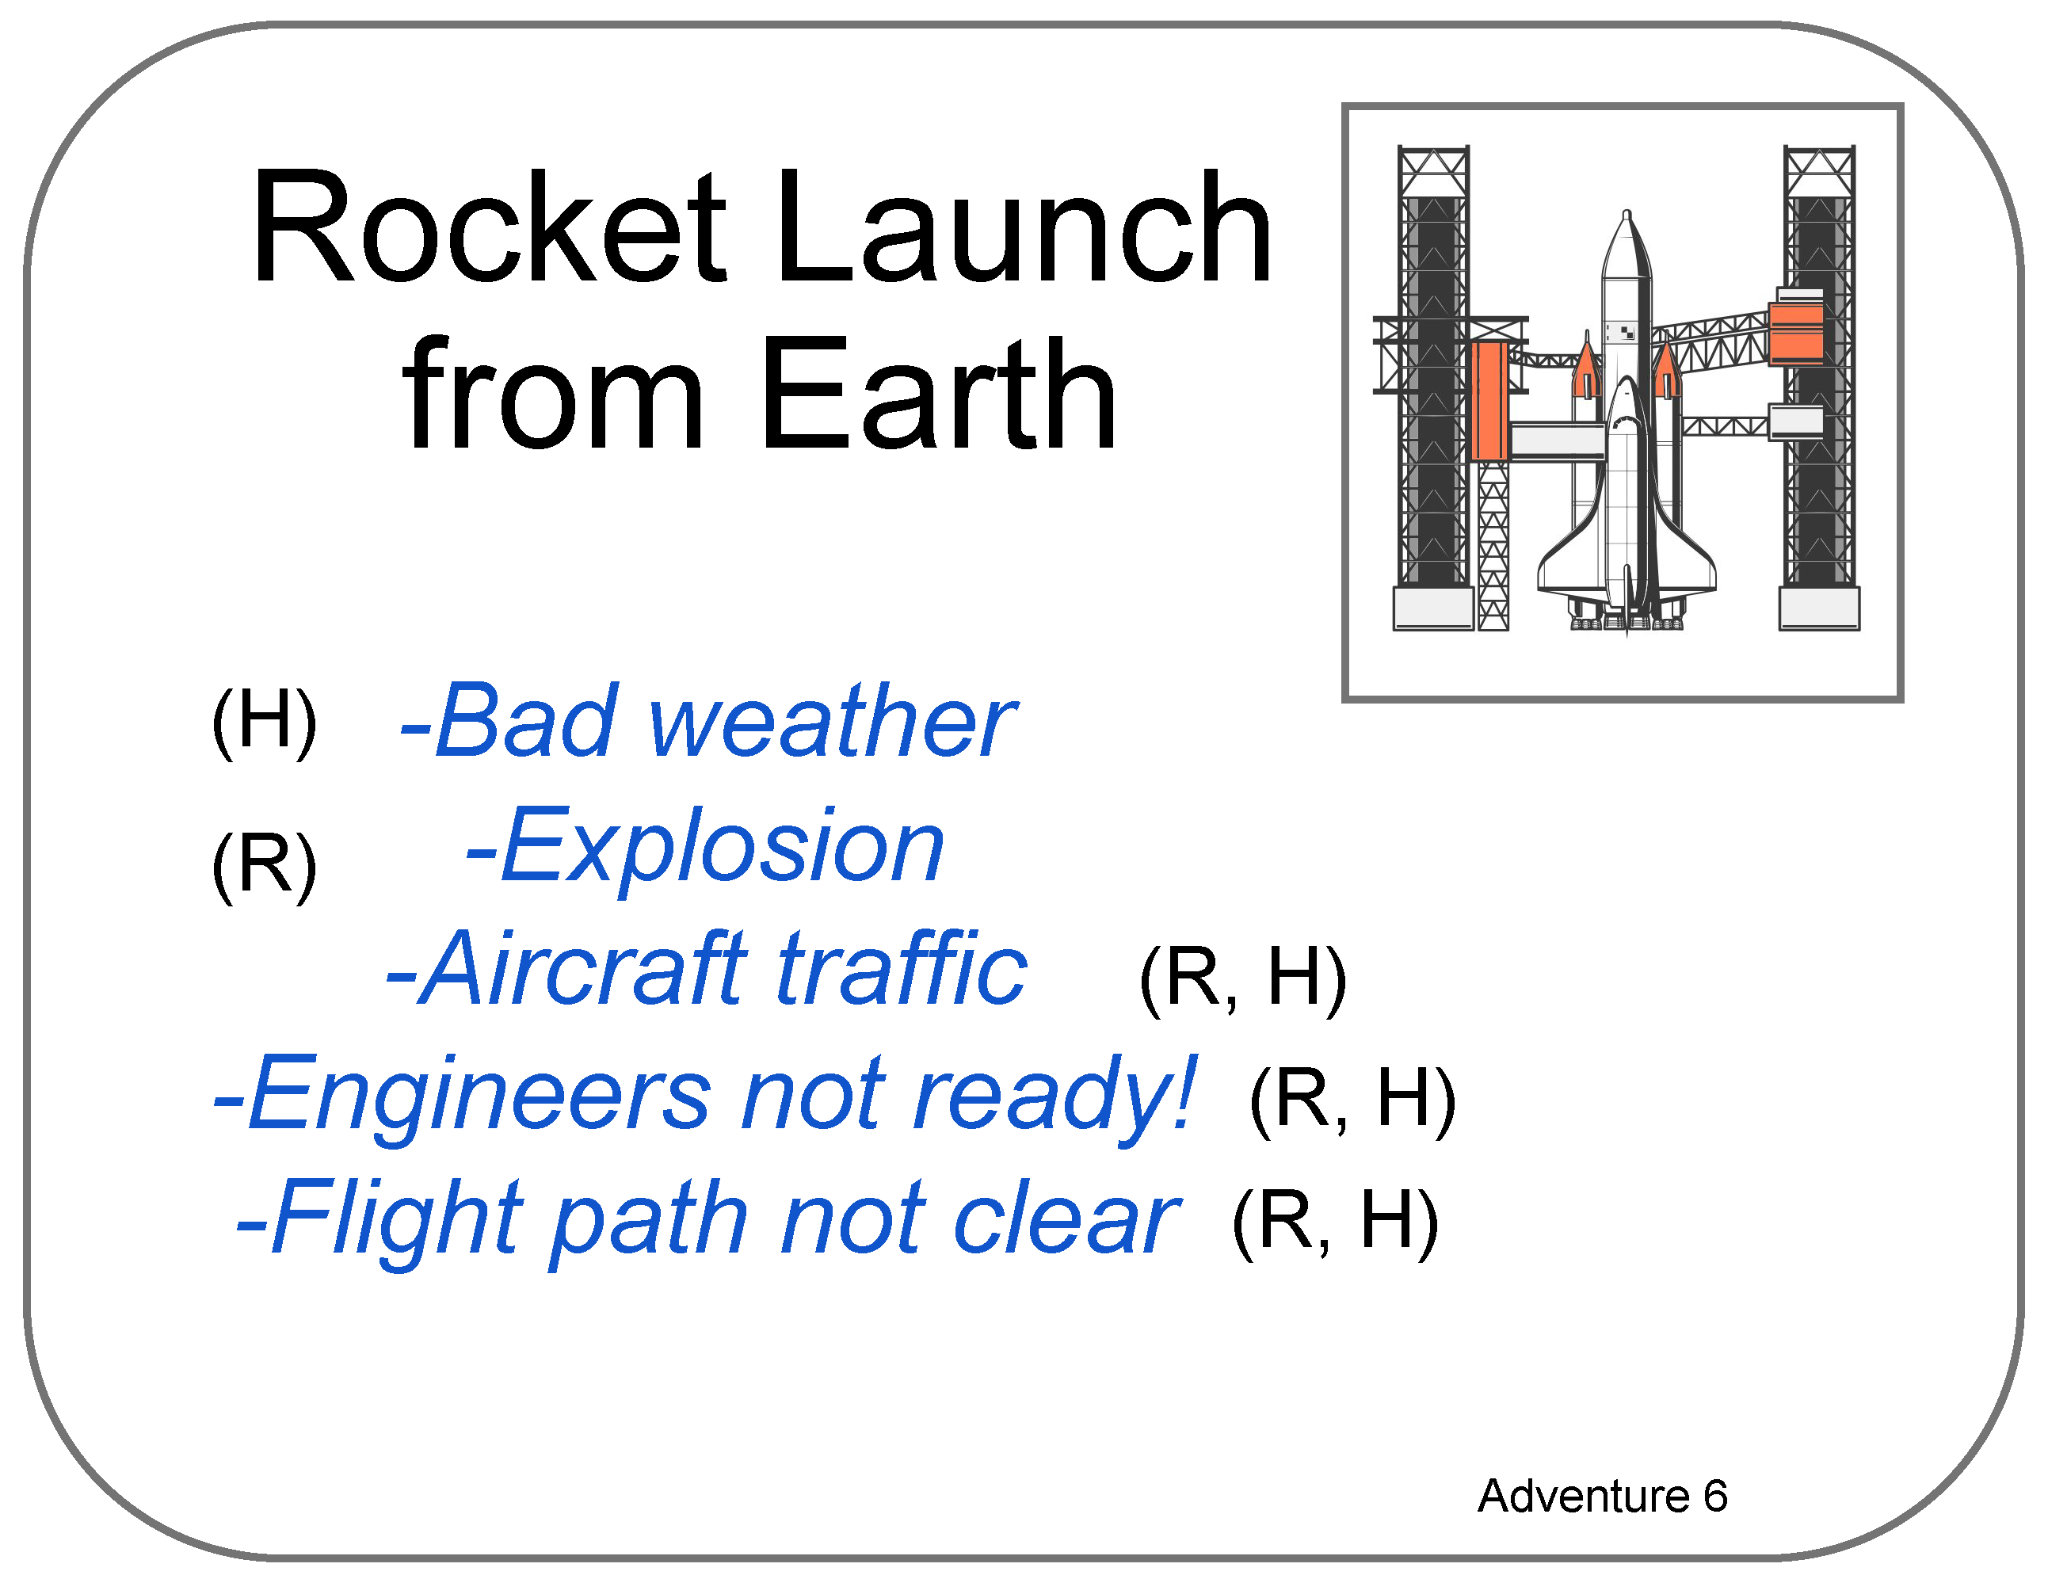 Rocket Launch
from Earth
(H) -Bad weather
(R) -Explosion
-Aircraft traffic (R, H)
-Engineers not ready! (R, H)
-Flight path not clear (R, H)
Adventure 6